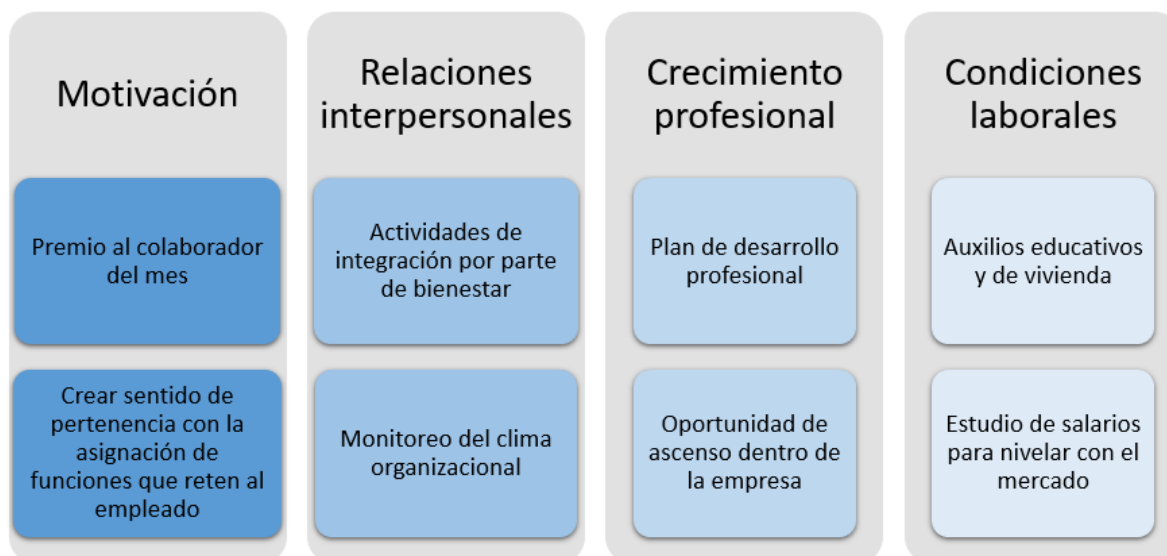 Motivación
Premio al colaborador
del mes
Crear sentido de
pertenencia con la
asignación de
funciones que reten al
empleado
Relaciones
interpersonales
Actividades de
integración por parte
de bienestar
Monitoreo del clima
organizacional
Crecimiento
profesional
Plan de desarrollo
profesional
Oportunidad de
ascenso dentro de
la empresa
Condiciones
laborales
Auxilios educativos
y de vivienda
Estudio de salarios
para nivelar con el
mercado